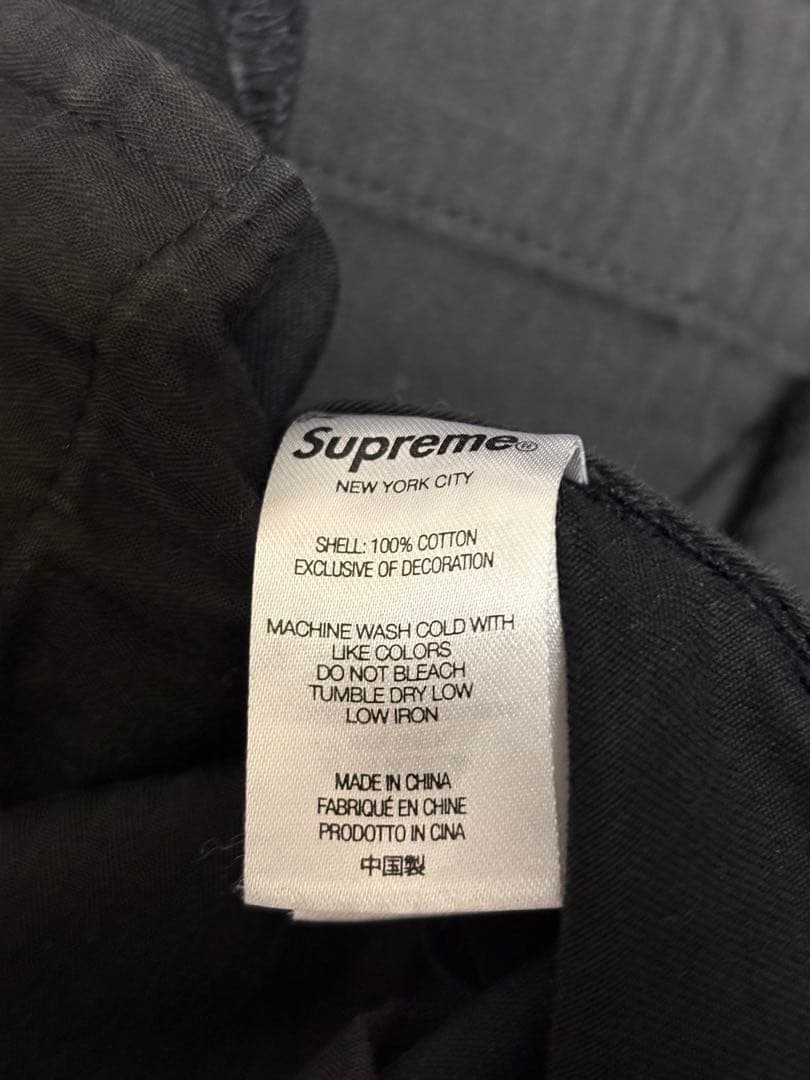 Supreme®
NEW YORK CITY
SHELL: 100% COTTON
EXCLUSIVE OF DECORATION
MACHINE WASH COLD WITH
LIKE COLORS
DO NOT BLEACH
TUMBLE DRY LOW
LOW IRON
MADE IN CHINA
FABRIQUÉ EN CHINE
PRODOTTO IN CINA
中国製